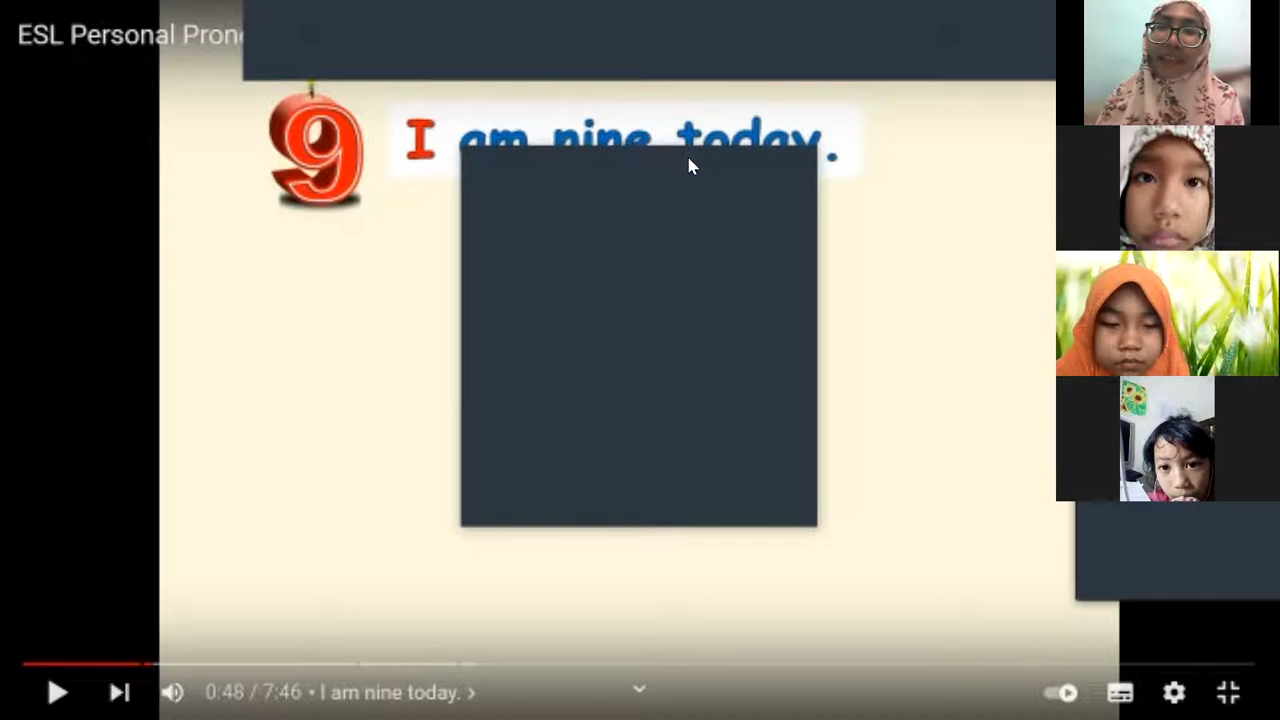 ESL Personal Pron
9 I am nine today.
0:48 / 7:46 • I am nine today. >